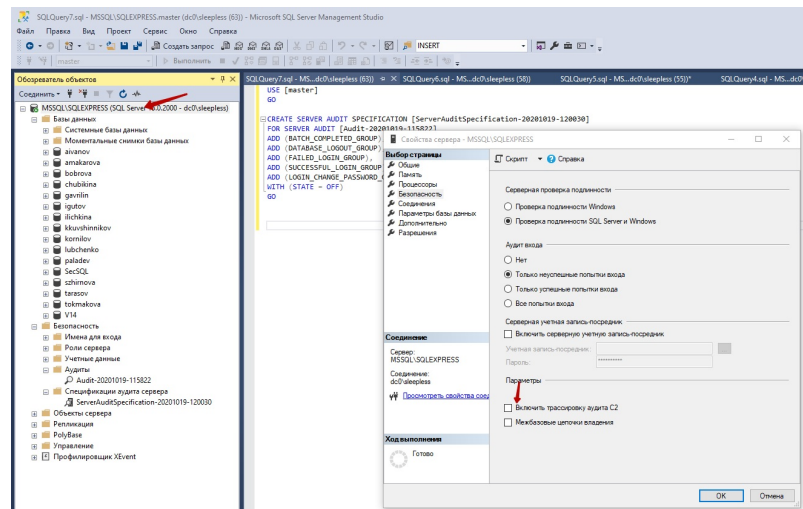 SQLQuery7.sql - MSSQL\SQLEXPRESS.master (dc0\sleepless (63)) - Microsoft SQL Server Management Studio
Файл Правка Вид Проект Сервис Окно Справка
Создать запрос
INSERT
master
Выполнить
Обозреватель объектов
Соединить
MSSQL\SQLEXPRESS (SQL Server .0.2000 - dc0\sleepless)
Базы данных
Системные базы данных
Моментальные снимки базы данных
aivanov
amakarova
bobrova
chubikina
gavrilin
igutov
ilichkina
kkuvshinnikov
kornilov
lubchenko
paladev
SecSQL
szhirnova
tarasov
tokmakova
V14
Безопасность
Имена для входа
Роли сервера
Учетные данные
Аудиты
Audit-20201019-115822
Спецификации аудита сервера
ServerAuditSpecification-20201019-120030
Объекты сервера
Репликация
PolyBase
Управление
Профилировщик XEvent
SQLQuery7.sql - MS...dc0\sleepless (63))
SQLQuery6.sql - MS...dc0\sleepless (58))
SQLQuery5.sql - MS...dc0\sleepless (55))*
SQLQuery4.sql - MS...dc0
USE [master]
GO
CREATE SERVER AUDIT SPECIFICATION [ServerAuditSpecification-20201019-120030]
FOR SERVER AUDIT [Audit-20201019-115822]
ADD (BATCH_COMPLETED_GROUP)
ADD (DATABASE_LOGOUT_GROUP)
ADD (FAILED_LOGIN_GROUP),
ADD (SUCCESSFUL_LOGIN_GROUP
ADD (LOGIN_CHANGE_PASSWORD_
WITH (STATE = OFF)
GO
Свойства сервера - MSSQL\SQLEXPRESS
Выбор страницы
Общие
Память
Процессоры
Безопасность
Соединения
Параметры базы данных
Дополнительно
Разрешения
Соединение
Сервер:
MSSQL\SQLEXPRESS
Соединение:
dc0\sleepless
Просмотреть свойства соед
Ход выполнения
Готово
Скрипт Справка
Серверная проверка подлинности
Проверка подлинности Windows
Проверка подлинности SQL Server и Windows
Аудит входа
Нет
Только неуспешные попытки входа
Только успешные попытки входа
Все попытки входа
Серверная учетная запись-посредник
Включить серверную учетную запись-посредник
Учетная запись-посредник:
Пароль: **********
Параметры
Включить трассировку аудита C2
Межбазовые цепочки владения
OK Отмена